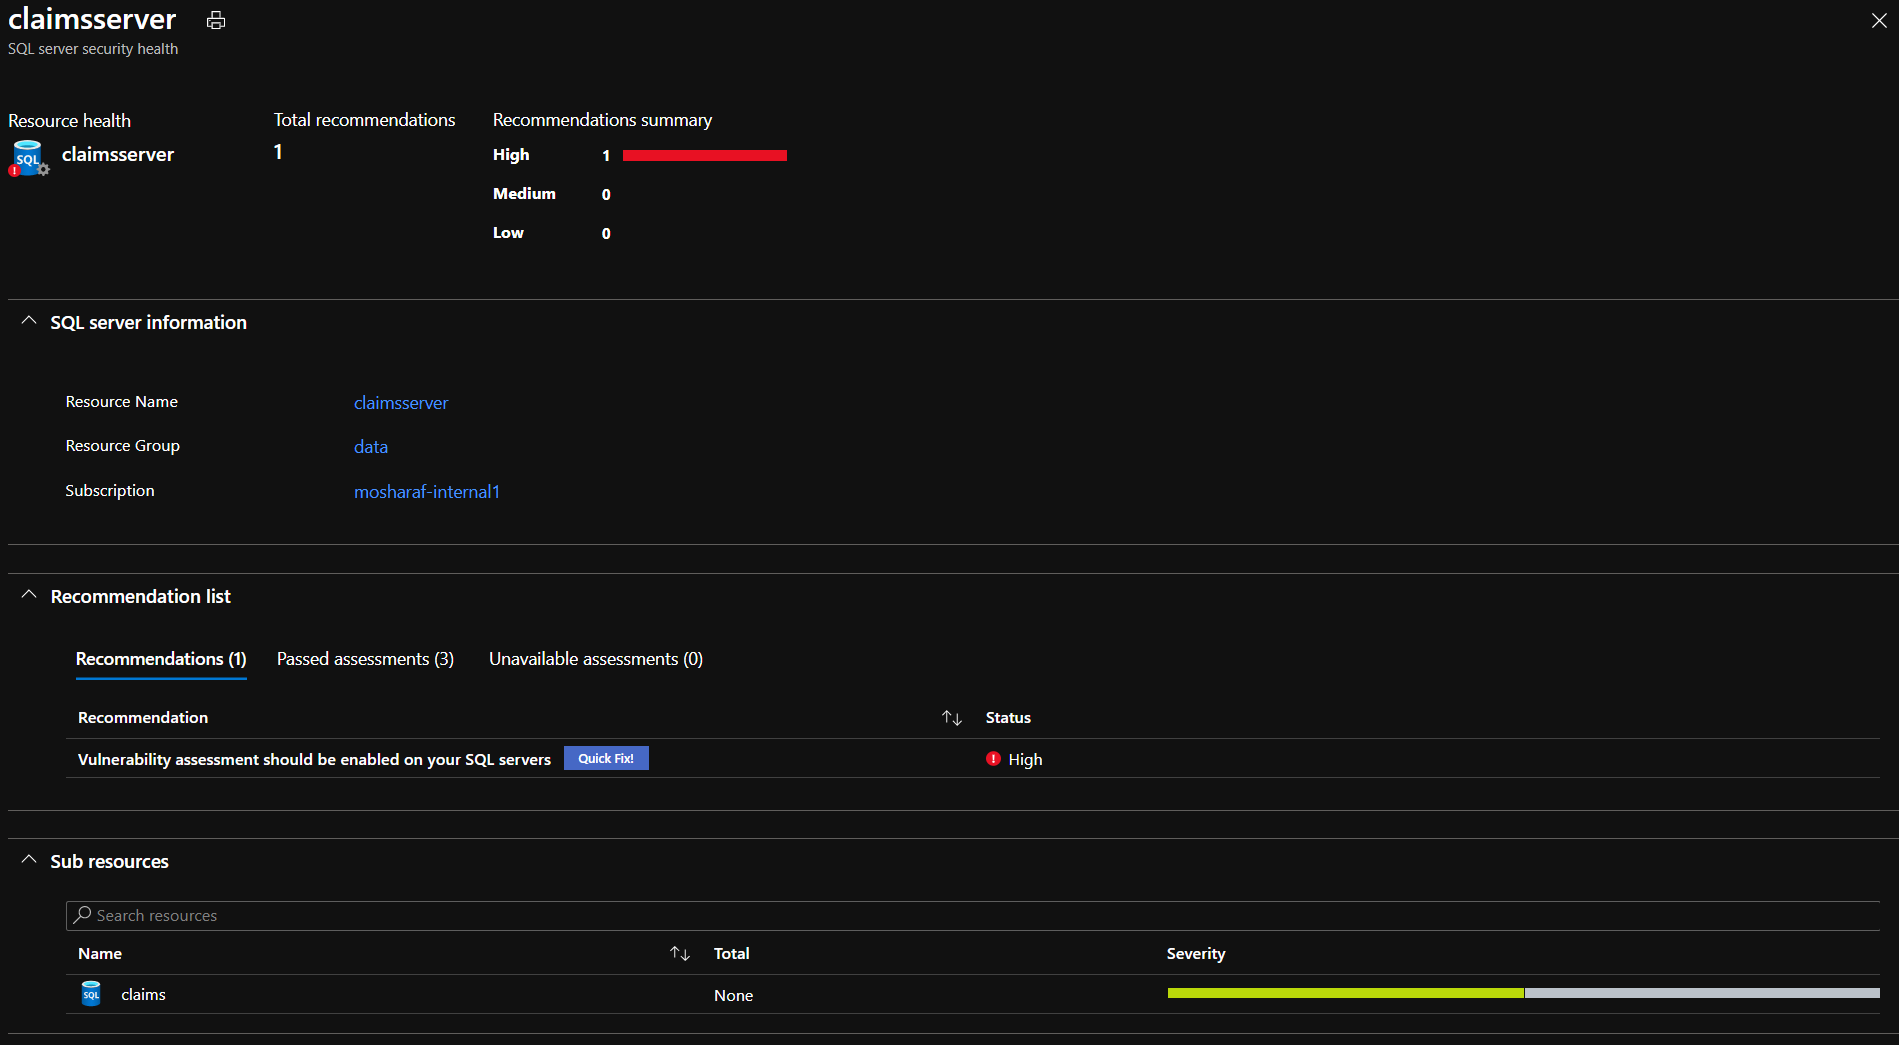 claimsserver
SQL server security health
Resource health
Total recommendations
Recommendations summary
SQL
!
claimsserver
1
High 1
Medium 0
Low 0
SQL server information
Resource Name claimsserver
Resource Group data
Subscription mosharaf-internal1
Recommendation list
Recommendations (1) Passed assessments (3) Unavailable assessments (0)
Recommendation Status
Vulnerability assessment should be enabled on your SQL servers Quick Fix! ! High
Sub resources
Search resources
Name Total Severity
SQL claims None